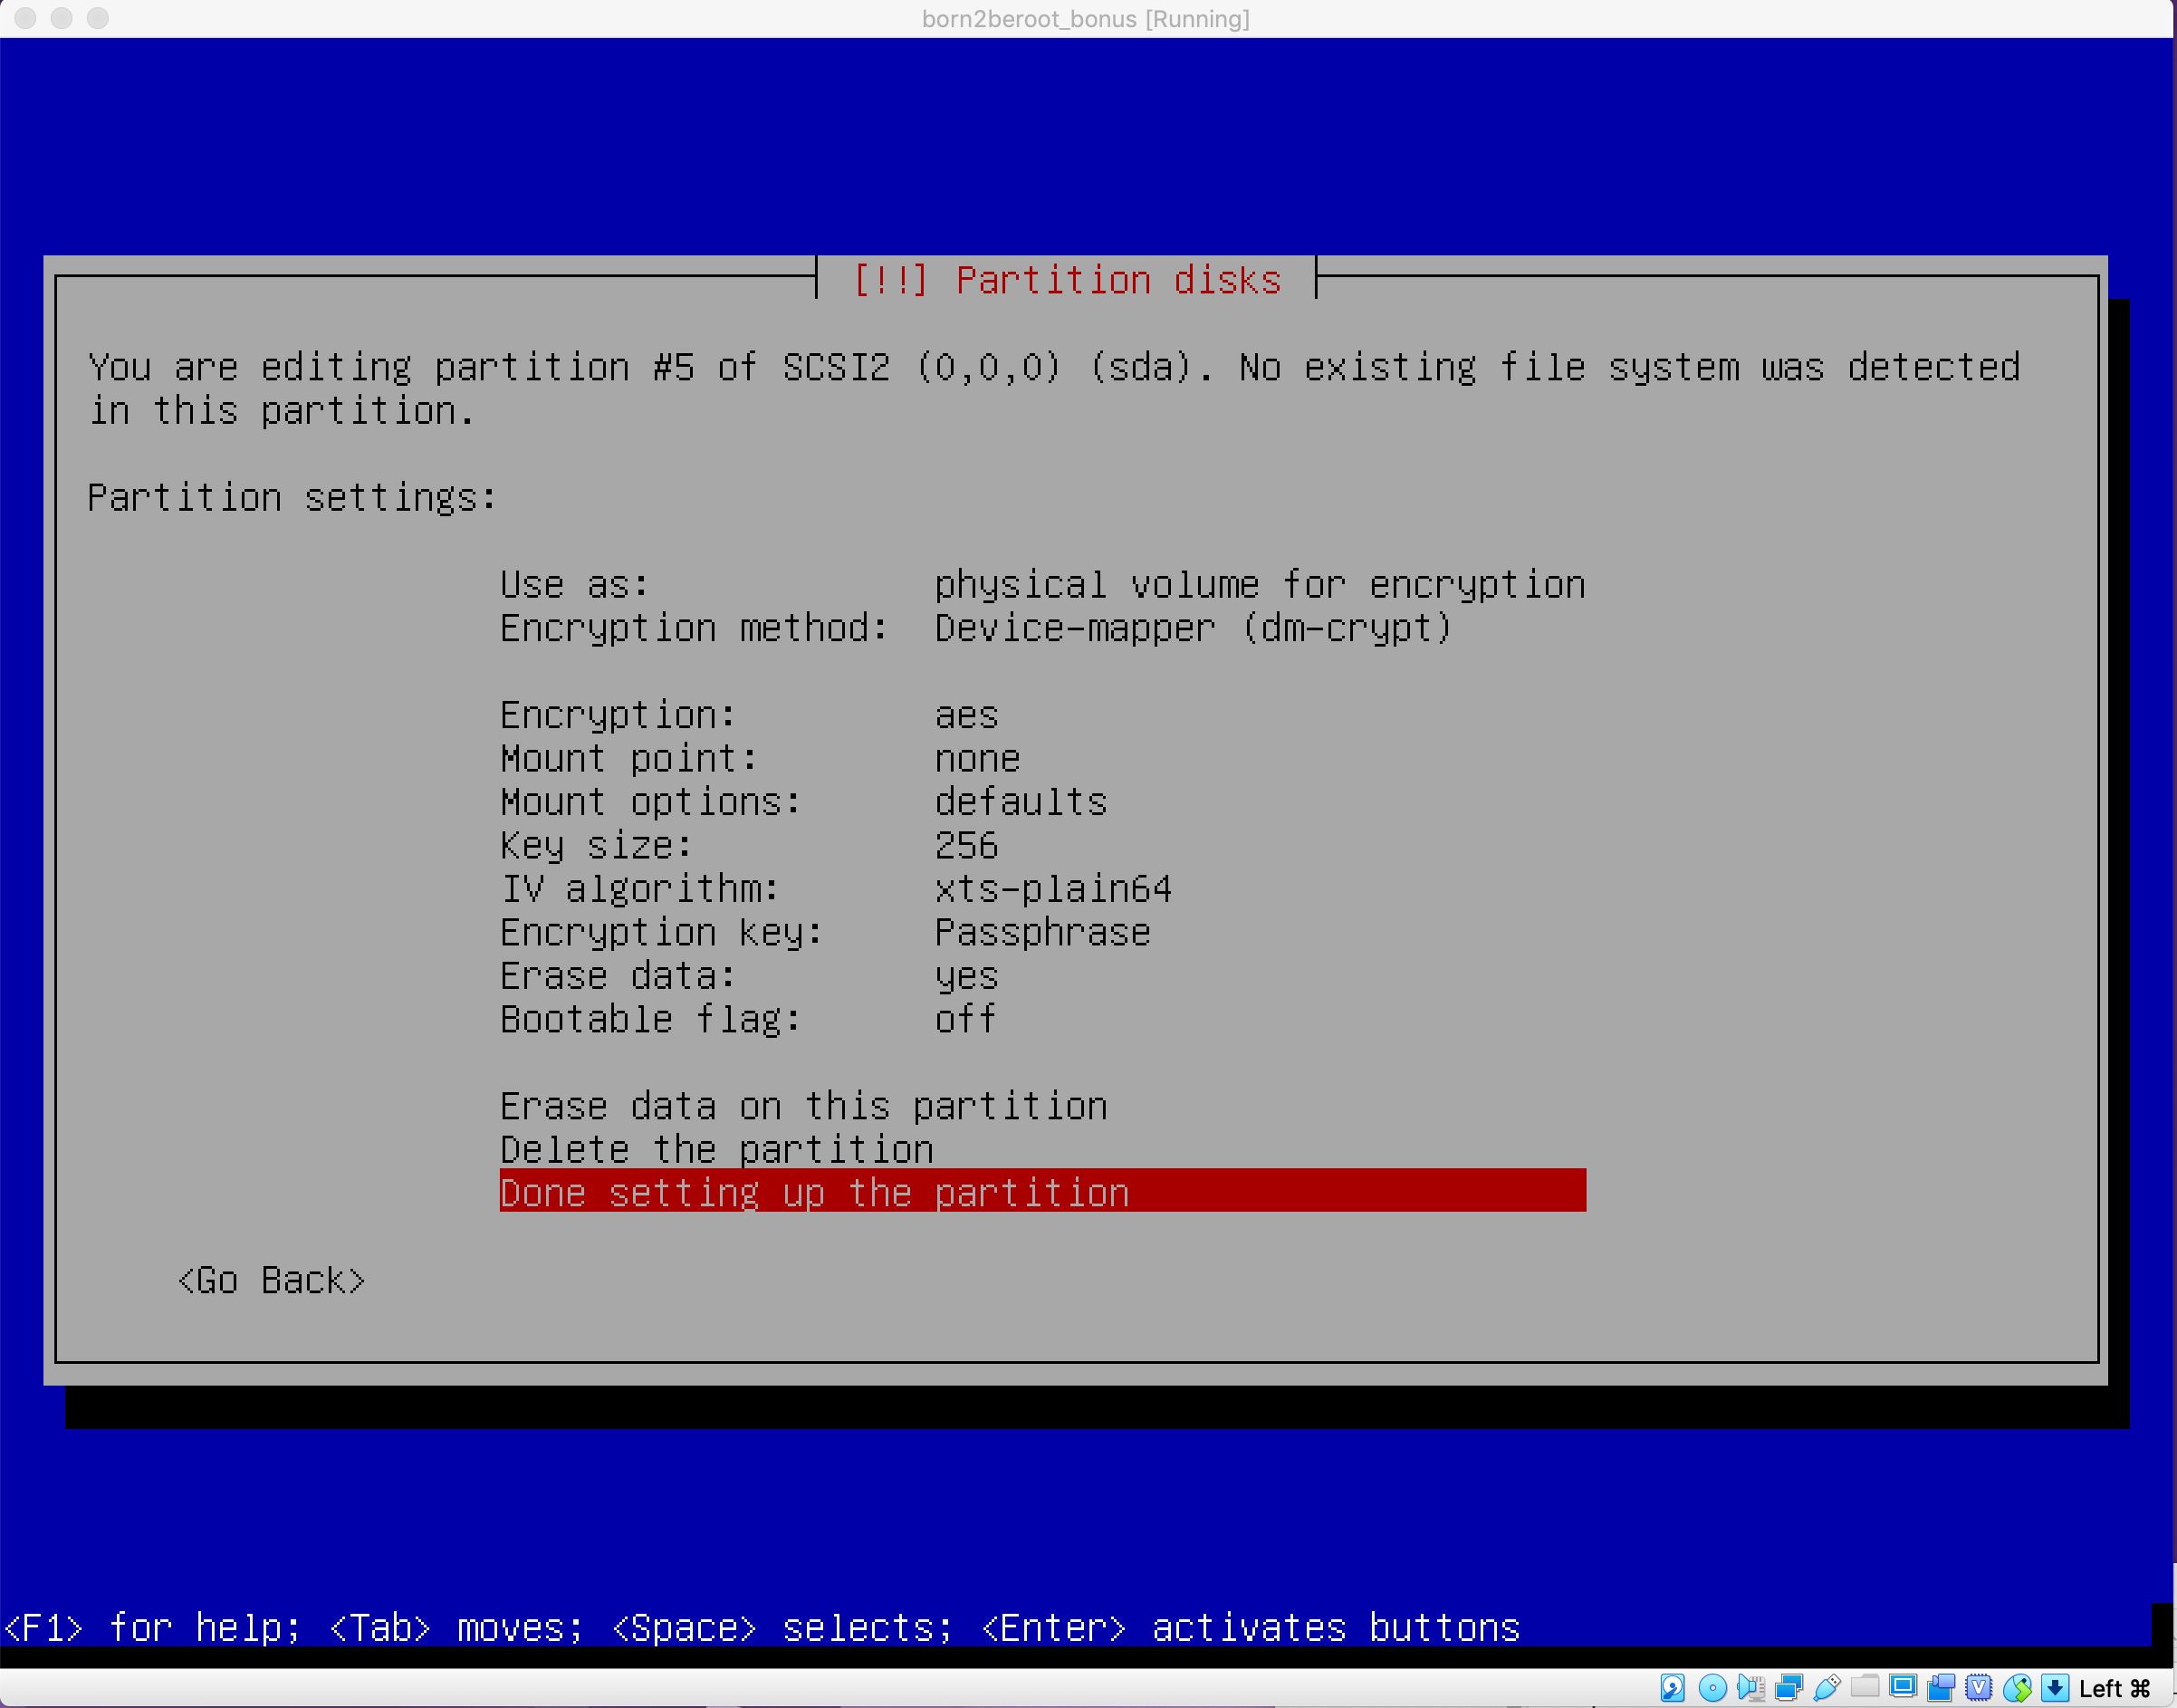 born2beroot_bonus [Running]
[!!] Partition disks
You are editing partition #5 of SCSI2 (0,0,0) (sda). No existing file system was detected
in this partition.
Partition settings:
Use as: physical volume for encryption
Encryption method: Device-mapper (dm-crypt)
Encryption: aes
Mount point: none
Mount options: defaults
Key size: 256
IV algorithm: xts-plain64
Encryption key: Passphrase
Erase data: yes
Bootable flag: off
Erase data on this partition
Delete the partition
Done setting up the partition
<Go Back>
<F1> for help; <Tab> moves; <Space> selects; <Enter> activates buttons
Left ⌘